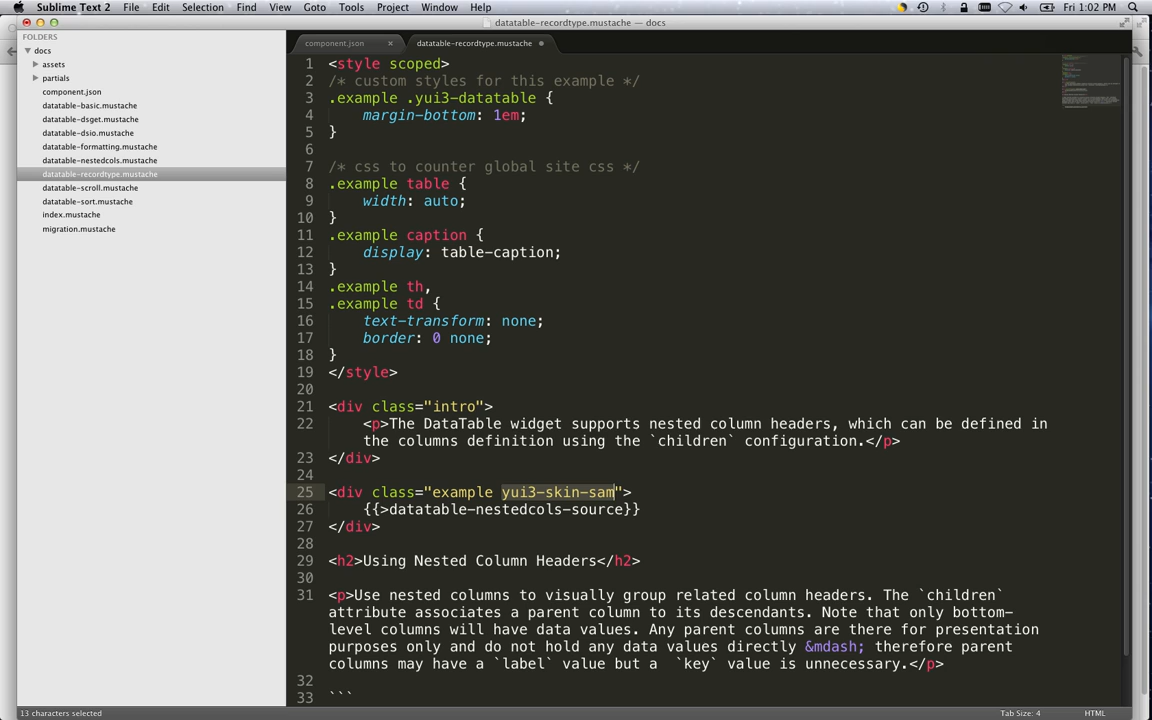 Sublime Text 2 File Edit Selection Find View Goto Tools Project Window Help Fri 1:02 PM
datatable-recordtype.mustache — docs
FOLDERS
docs
assets
partials
component.json
datatable-basic.mustache
datatable-dsget.mustache
datatable-dsio.mustache
datatable-formatting.mustache
datatable-nestedcols.mustache
datatable-recordtype.mustache
datatable-scroll.mustache
datatable-sort.mustache
index.mustache
migration.mustache
component.json × datatable-recordtype.mustache
1 <style scoped>
2 /* custom styles for this example */
3 .example .yui3-datatable {
4 margin-bottom: 1em;
5 }
6
7 /* css to counter global site css */
8 .example table {
9 width: auto;
10 }
11 .example caption {
12 display: table-caption;
13 }
14 .example th,
15 .example td {
16 text-transform: none;
17 border: 0 none;
18 }
19 </style>
20
21 <div class="intro">
22 <p>The DataTable widget supports nested column headers, which can be defined in
the columns definition using the `children` configuration.</p>
23 </div>
24
25 <div class="example yui3-skin-sam">
26 {{>datatable-nestedcols-source}}
27 </div>
28
29 <h2>Using Nested Column Headers</h2>
30
31 <p>Use nested columns to visually group related column headers. The `children`
attribute associates a parent column to its descendants. Note that only bottom-
level columns will have data values. Any parent columns are there for presentation
purposes only and do not hold any data values directly &mdash; therefore parent
columns may have a `label` value but a  `key` value is unnecessary.</p>
32
33 ```
13 characters selected
Tab Size: 4 HTML